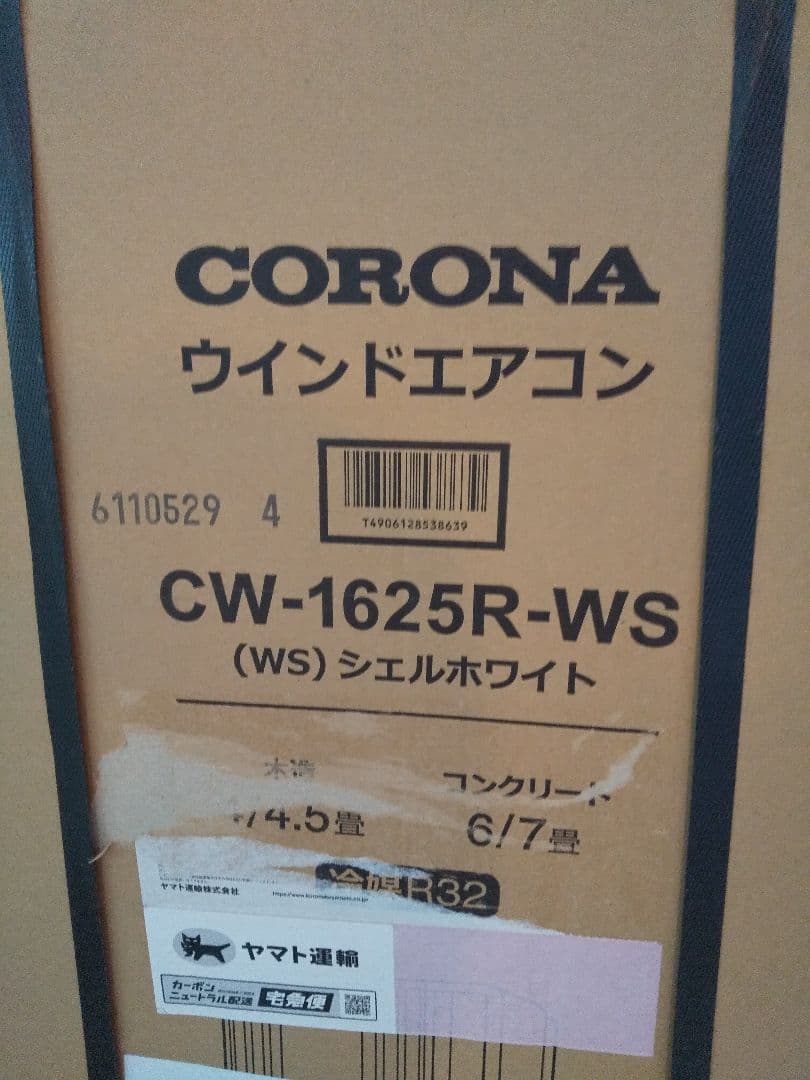 CORONA
ウインドエアコン
T4906128538639
6110529 4
CW-1625R-WS
(WS)シエルホワイト
木造 コンクリート
/4.5畳 6/7畳
冷媒R32
ヤマト運輸株式会社
ヤマト運輸
カーボン
ニュートラル配送 宅急便